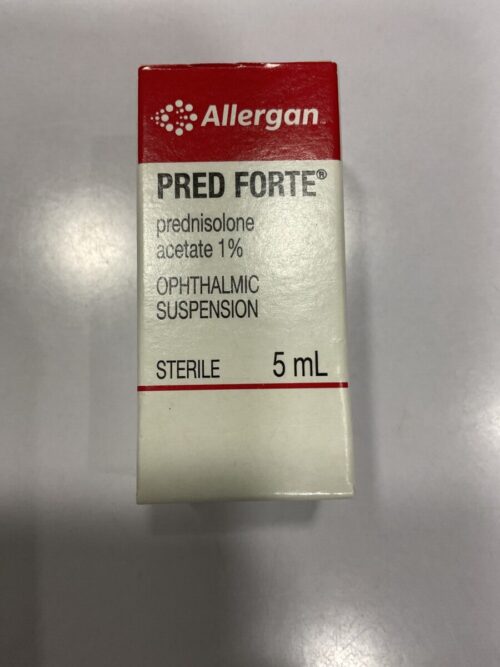 Allergan
PRED FORTE®
prednisolone
acetate 1%
OPHTHALMIC
SUSPENSION
STERILE 5 mL